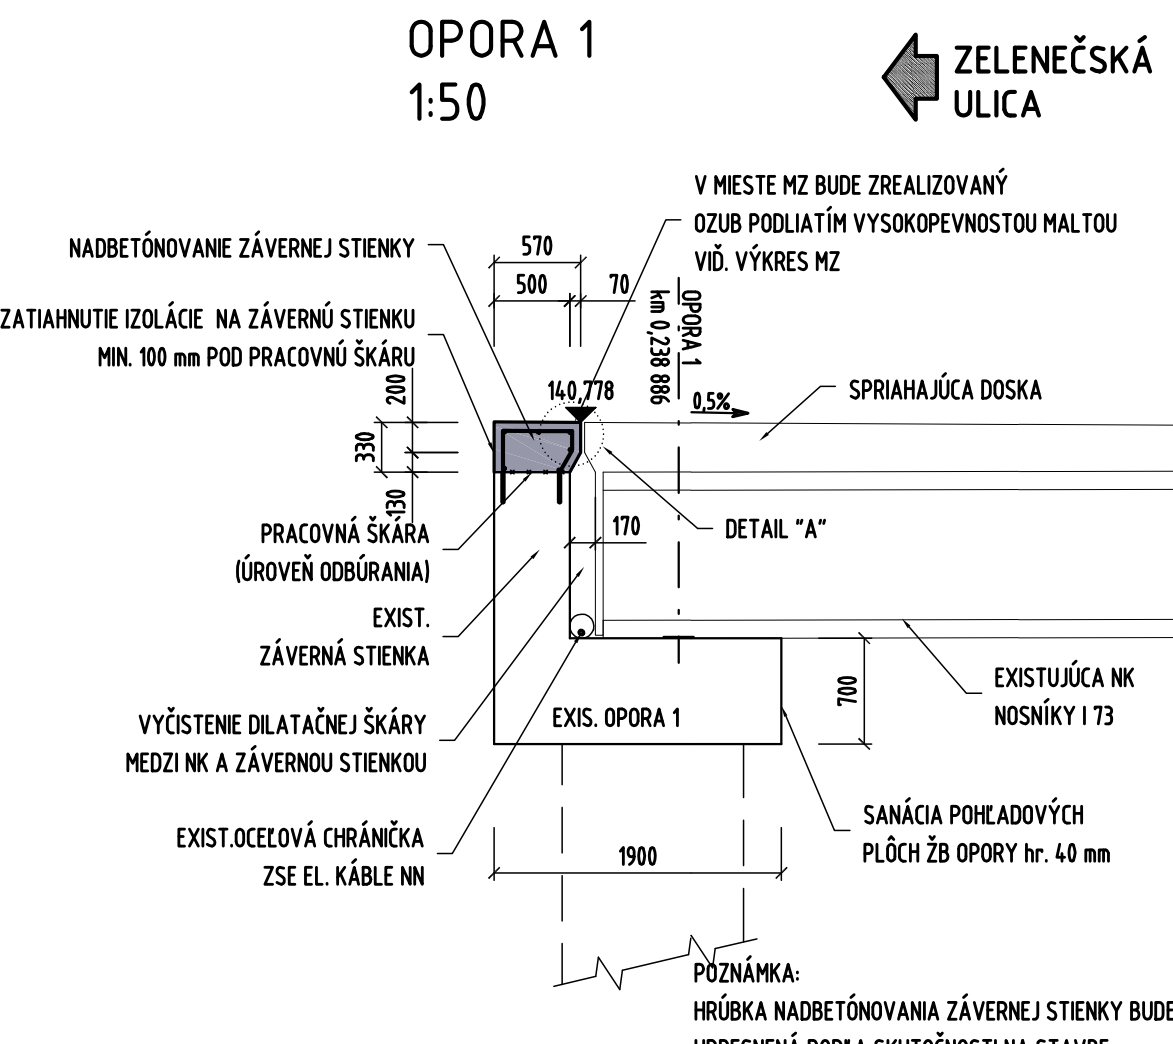 OPORA 1
1:50
ZELENEČSKÁ
ULICA
V MIESTE MZ BUDE ZREALIZOVANÝ
OZUB PODLIATÍM VYSOKOPEVNOSTOU MALTOU
VIĎ. VÝKRES MZ
NADBETÓNOVANIE ZÁVERNEJ STIENKY
570
500
70
ZATIAHNUTIE IZOLÁCIE NA ZÁVERNÚ STIENKU
MIN. 100 mm POD PRACOVNÚ ŠKÁRU
OPORA 1
km 0,238 886
200
330
130
140,778
0,5%
SPRIAHAJÚCA DOSKA
PRACOVNÁ ŠKÁRA
(ÚROVEŇ ODBÚRANIA)
170
DETAIL "A"
EXIST.
ZÁVERNÁ STIENKA
VYČISTENIE DILATAČNEJ ŠKÁRY
MEDZI NK A ZÁVERNOU STIENKOU
EXIS. OPORA 1
700
EXISTUJÚCA NK
NOSNÍKY I 73
EXIST.OCEĽOVÁ CHRÁNIČKA
ZSE EL. KÁBLE NN
1900
SANÁCIA POHĽADOVÝCH
PLÔCH ŽB OPORY hr. 40 mm
POZNÁMKA:
HRÚBKA NADBETÓNOVANIA ZÁVERNEJ STIENKY BUDE
UPRESNENÁ PODĽA SKUTOČNOSTI NA STAVBE